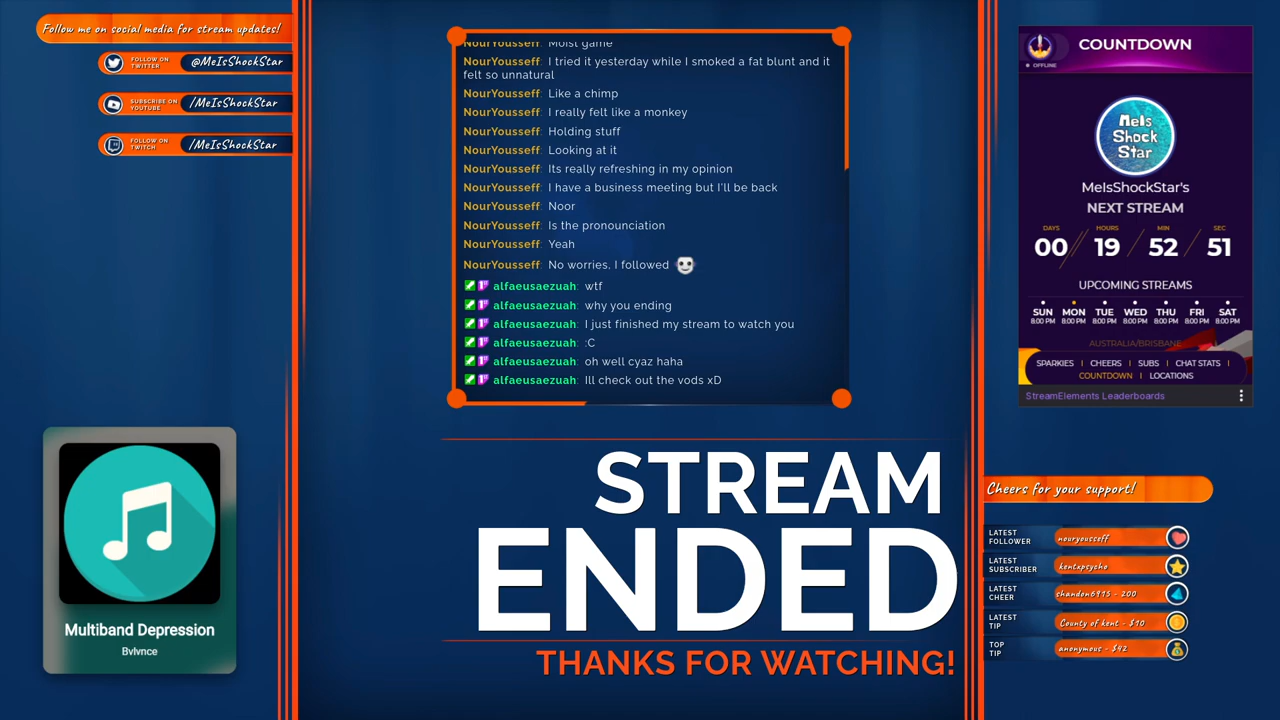 Follow me on social media for stream updates!
FOLLOW ON
TWITTER
@MeIsShockStar
SUBSCRIBE ON
YOUTUBE
/MeIsShockStar
FOLLOW ON
TWITCH
/MeIsShockStar
NourYousseff: Moist game
NourYousseff: I tried it yesterday while I smoked a fat blunt and it
felt so unnatural
NourYousseff: Like a chimp
NourYousseff: I really felt like a monkey
NourYousseff: Holding stuff
NourYousseff: Looking at it
NourYousseff: Its really refreshing in my opinion
NourYousseff: I have a business meeting but I'll be back
NourYousseff: Noor
NourYousseff: Is the pronounciation
NourYousseff: Yeah
NourYousseff: No worries, I followed
alfaeusaezuah: wtf
alfaeusaezuah: why you ending
alfaeusaezuah: I just finished my stream to watch you
alfaeusaezuah: :C
alfaeusaezuah: oh well cyaz haha
alfaeusaezuah: Ill check out the vods xD
COUNTDOWN
OFFLINE
MeIs
Shock
Star
MeIsShockStar's
NEXT STREAM
DAYS HOURS MIN SEC
00 19 52 51
UPCOMING STREAMS
SUN MON TUE WED THU FRI SAT
8:00 PM 8:00 PM 8:00 PM 8:00 PM 8:00 PM 8:00 PM 8:00 PM
AUSTRALIA/BRISBANE
SPARKIES | CHEERS | SUBS | CHAT STATS |
COUNTDOWN | LOCATIONS
StreamElements Leaderboards
Multiband Depression
Bvlvnce
STREAM
ENDED
THANKS FOR WATCHING!
Cheers for your support!
LATEST
FOLLOWER
nouryousseff
LATEST
SUBSCRIBER
kentxpsycho
LATEST
CHEER
shandon6915 - 200
LATEST
TIP
County of kent - $10
TOP
TIP
anonymous - $42